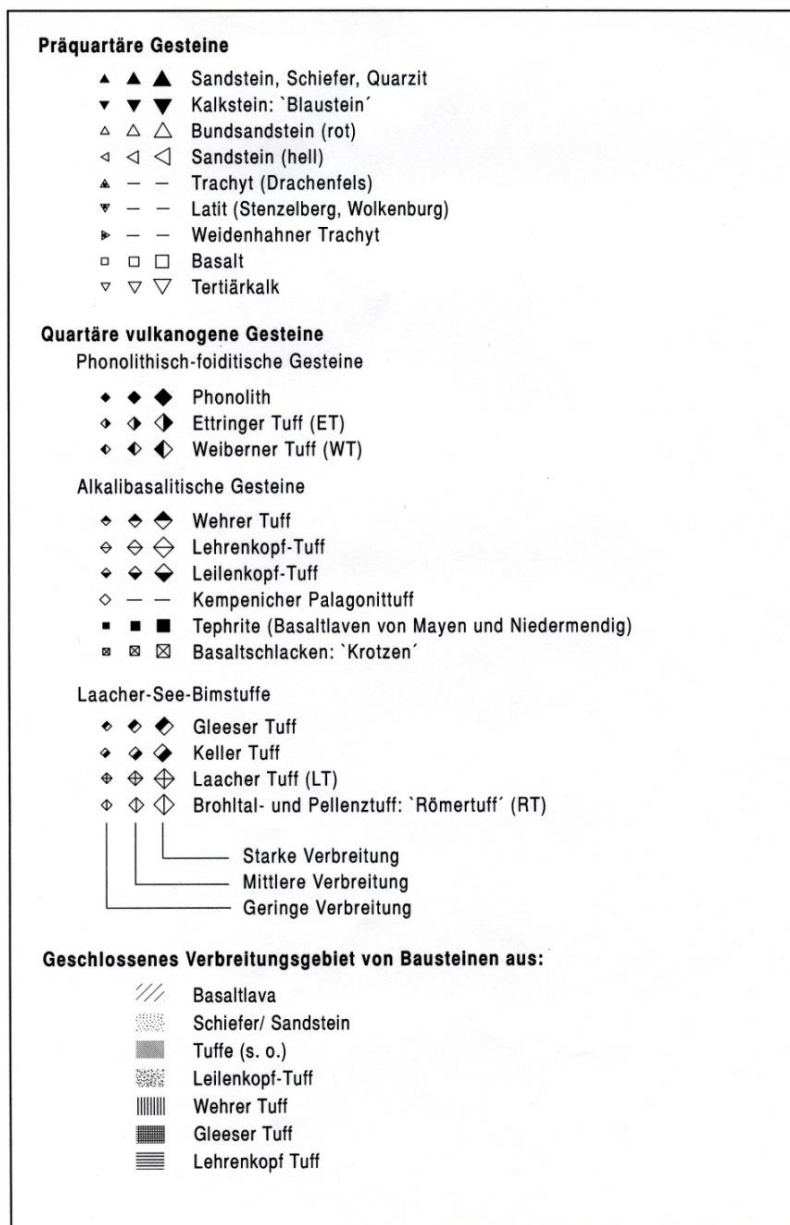 Präquartäre Gesteine
Sandstein, Schiefer, Quarzit
Kalkstein: `Blaustein´
Bundsandstein (rot)
Sandstein (hell)
Trachyt (Drachenfels)
Latit (Stenzelberg, Wolkenburg)
Weidenhahner Trachyt
Basalt
Tertiärkalk
Quartäre vulkanogene Gesteine
Phonolithisch-foiditische Gesteine
Phonolith
Ettringer Tuff (ET)
Weiberner Tuff (WT)
Alkalibasalitische Gesteine
Wehrer Tuff
Lehrenkopf-Tuff
Leilenkopf-Tuff
Kempenicher Palagonittuff
Tephrite (Basaltlaven von Mayen und Niedermendig)
Basaltschlacken: `Krotzen´
Laacher-See-Bimstuffe
Gleeser Tuff
Keller Tuff
Laacher Tuff (LT)
Brohltal- und Pellenztuff: `Römertuff´ (RT)
Starke Verbreitung
Mittlere Verbreitung
Geringe Verbreitung
Geschlossenes Verbreitungsgebiet von Bausteinen aus:
Basaltlava
Schiefer/ Sandstein
Tuffe (s. o.)
Leilenkopf-Tuff
Wehrer Tuff
Gleeser Tuff
Lehrenkopf Tuff